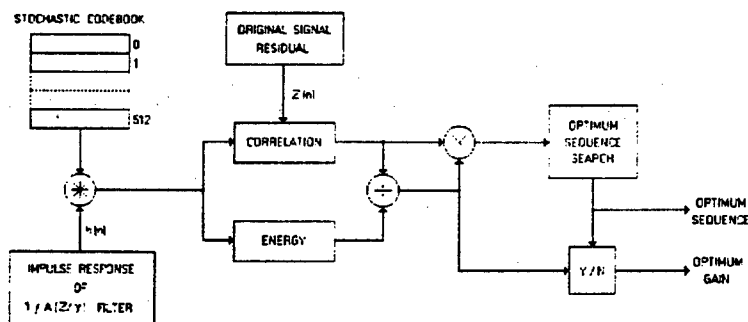 STOCHASTIC CODEBOOK
0
1
512
ORIGINAL SIGNAL
RESIDUAL
Z[n]
CORRELATION
ENERGY
h[n]
IMPULSE RESPONSE
OF
1/A(Z/γ) FILTER
OPTIMUM
SEQUENCE
SEARCH
OPTIMUM
SEQUENCE
Y/N
OPTIMUM
GAIN